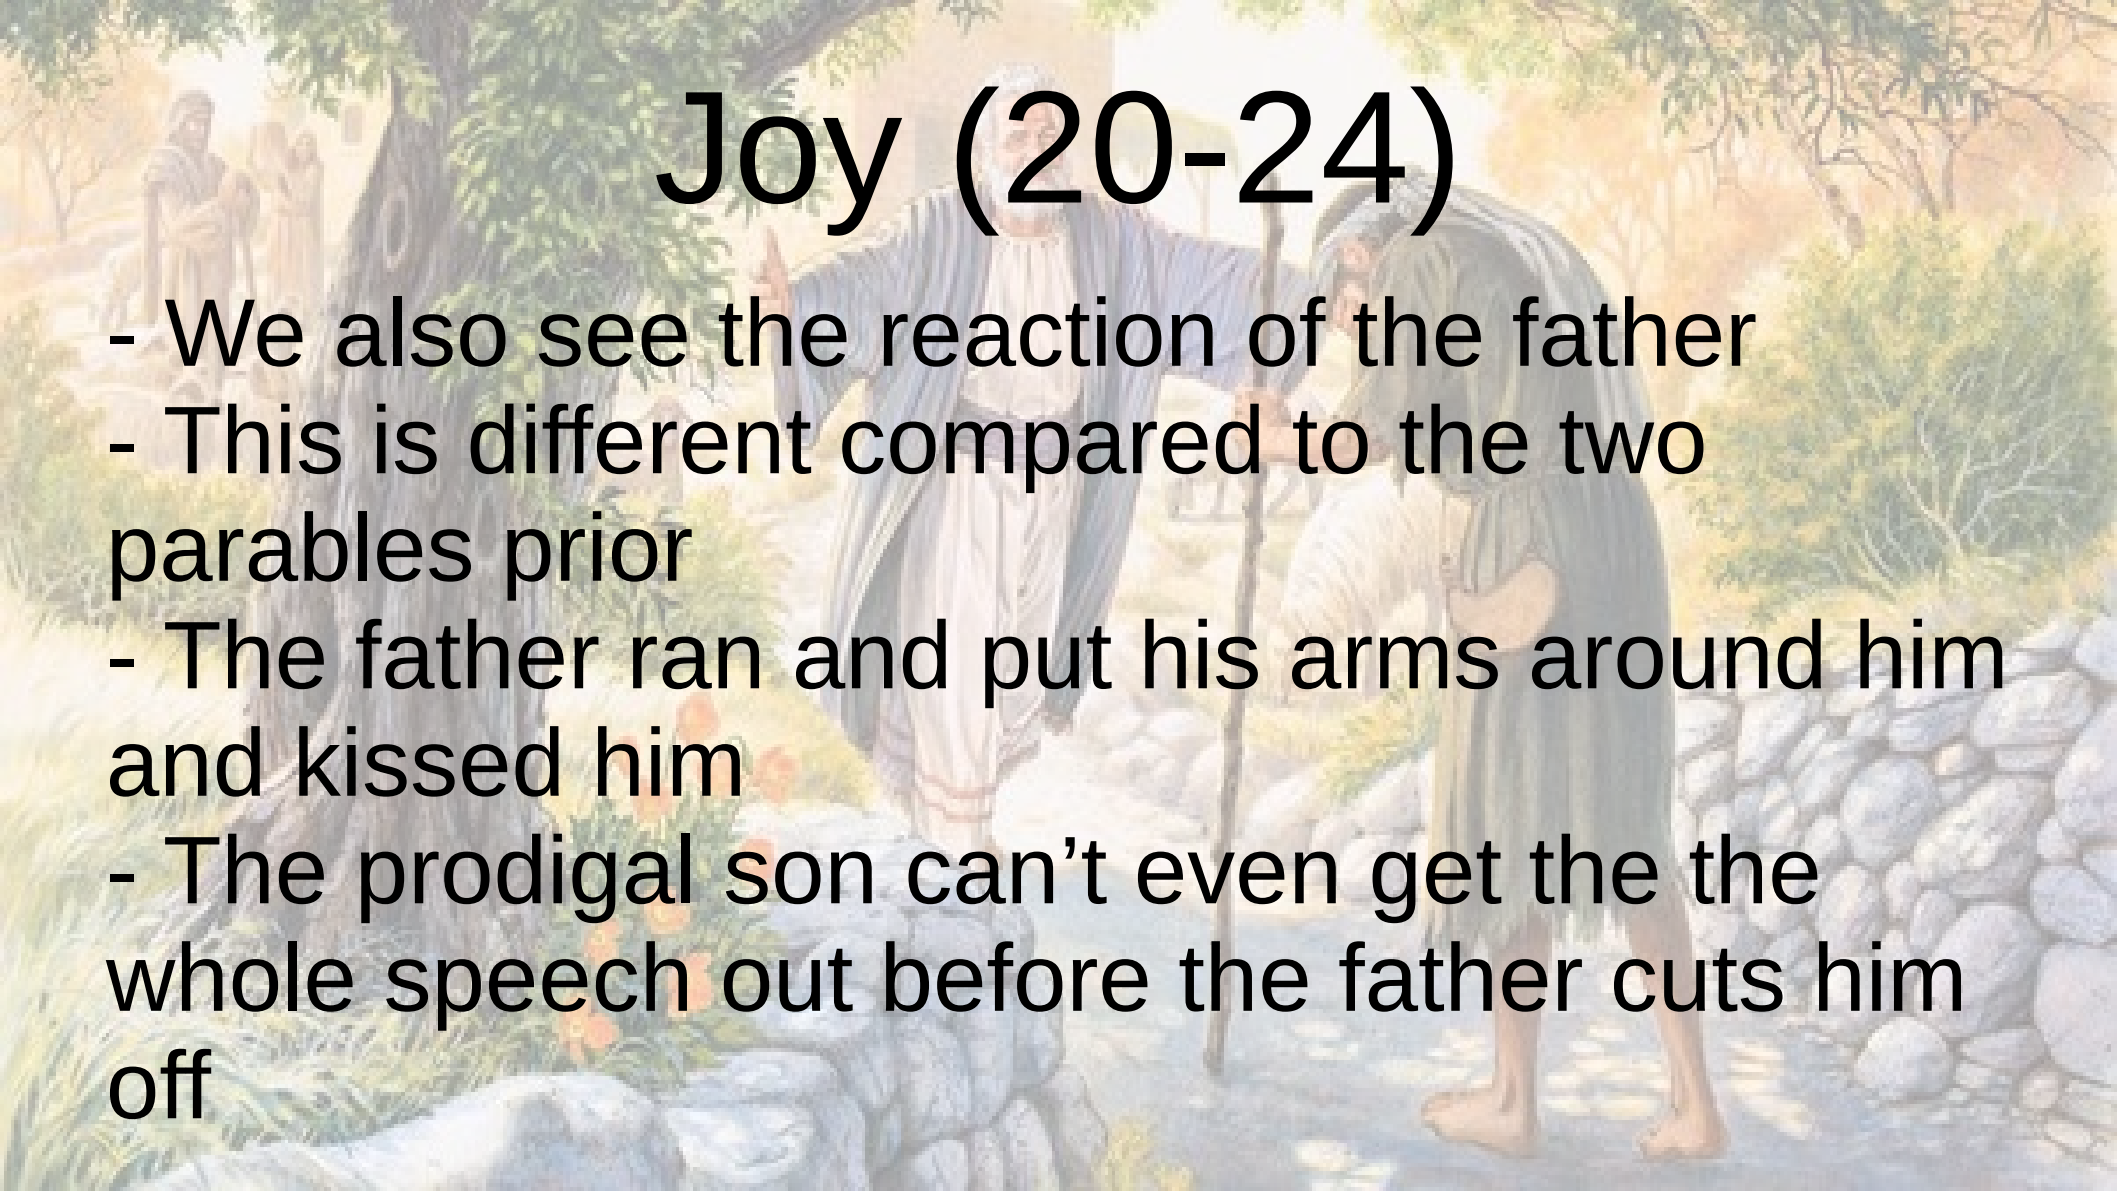 Joy (20-24)
- We also see the reaction of the father
- This is different compared to the two
parables prior
- The father ran and put his arms around him
and kissed him
- The prodigal son can’t even get the the
whole speech out before the father cuts him
off